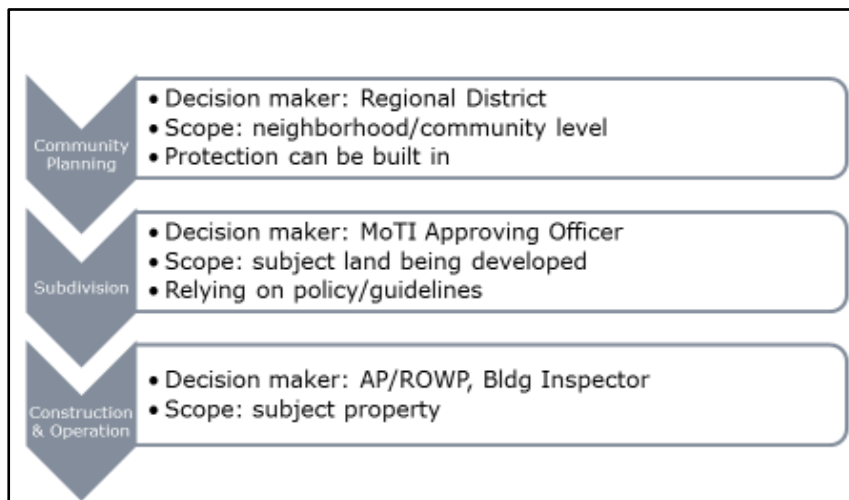 Community
Planning
• Decision maker: Regional District
• Scope: neighborhood/community level
• Protection can be built in
Subdivision
• Decision maker: MoTI Approving Officer
• Scope: subject land being developed
• Relying on policy/guidelines
Construction
& Operation
• Decision maker: AP/ROWP, Bldg Inspector
• Scope: subject property